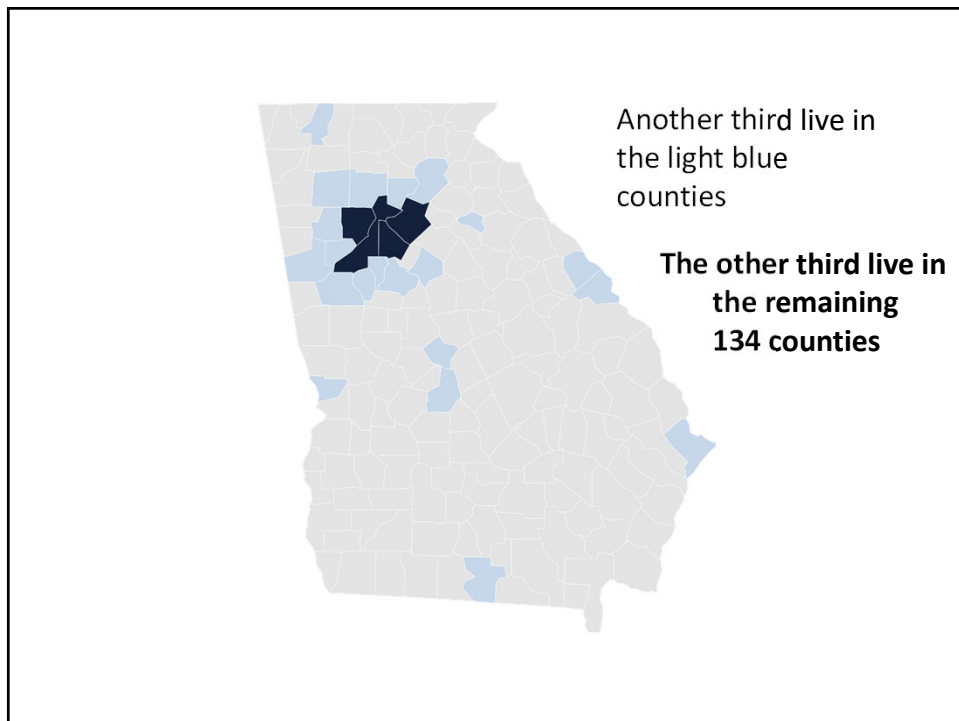 Another third live in
the light blue
counties
The other third live in
the remaining
134 counties